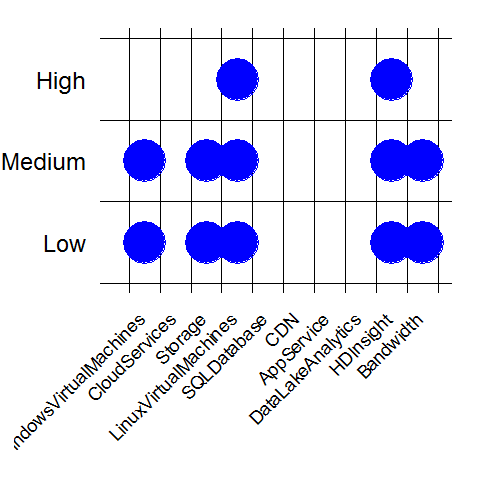 High
Medium
Low
ndowsVirtualMachines
CloudServices
Storage
LinuxVirtualMachines
SQLDatabase
CDN
AppService
DataLakeAnalytics
HDInsight
Bandwidth